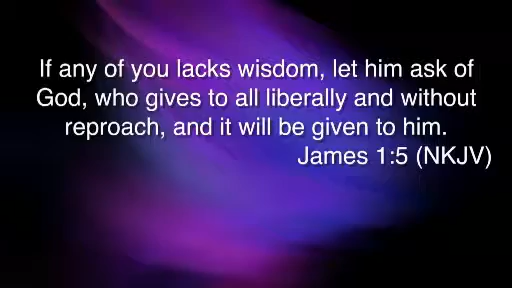 If any of you lacks wisdom, let him ask of
God, who gives to all liberally and without
reproach, and it will be given to him.
James 1:5 (NKJV)